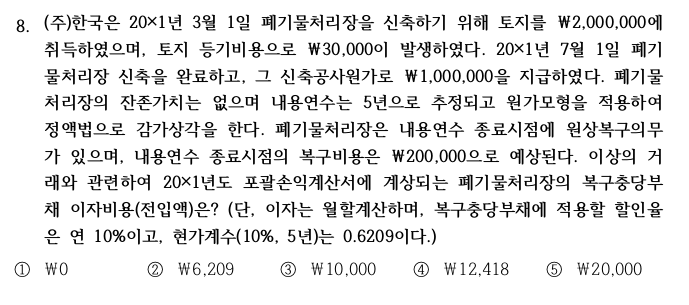 8. (주)한국은 20×1년 3월 1일 폐기물처리장을 신축하기 위해 토지를 ₩2,000,000에
취득하였으며, 토지 등기비용으로 ₩30,000이 발생하였다. 20×1년 7월 1일 폐기
물처리장 신축을 완료하고, 그 신축공사원가로 ₩1,000,000을 지급하였다. 폐기물
처리장의 잔존가치는 없으며 내용연수는 5년으로 추정되고 원가모형을 적용하여
정액법으로 감가상각을 한다. 폐기물처리장은 내용연수 종료시점에 원상복구의무
가 있으며, 내용연수 종료시점의 복구비용은 ₩200,000으로 예상된다. 이상의 거
래와 관련하여 20×1년도 포괄손익계산서에 계상되는 폐기물처리장의 복구충당부
채 이자비용(전입액)은? (단, 이자는 월할계산하며, 복구충당부채에 적용할 할인율
은 연 10%이고, 현가계수(10%, 5년)는 0.6209이다.)
① ₩0 ② ₩6,209 ③ ₩10,000 ④ ₩12,418 ⑤ ₩20,000